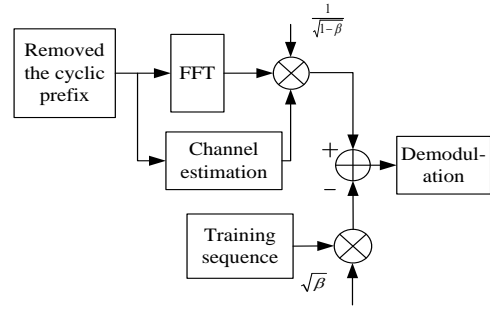 1/√(1−β)
Removed
the cyclic
prefix
FFT
Channel
estimation
+
−
Demodul-
ation
Training
sequence
√β